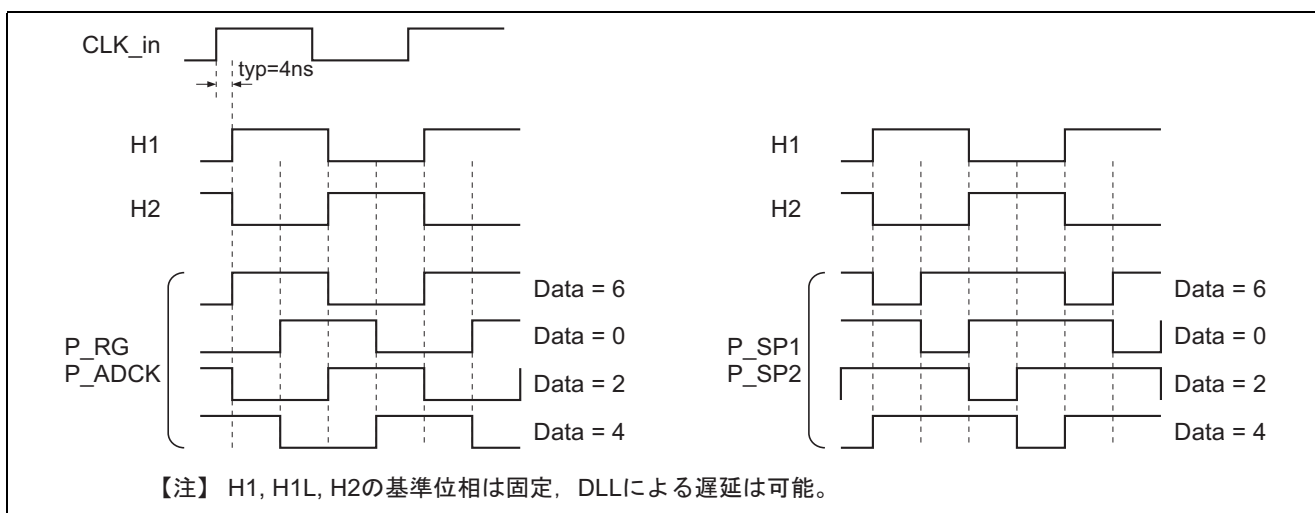 CLK_in
typ=4ns
H1
H2
P_RG
P_ADCK
Data = 6
Data = 0
Data = 2
Data = 4
H1
H2
P_SP1
P_SP2
Data = 6
Data = 0
Data = 2
Data = 4
【注】 H1, H1L, H2の基準位相は固定，DLLによる遅延は可能。